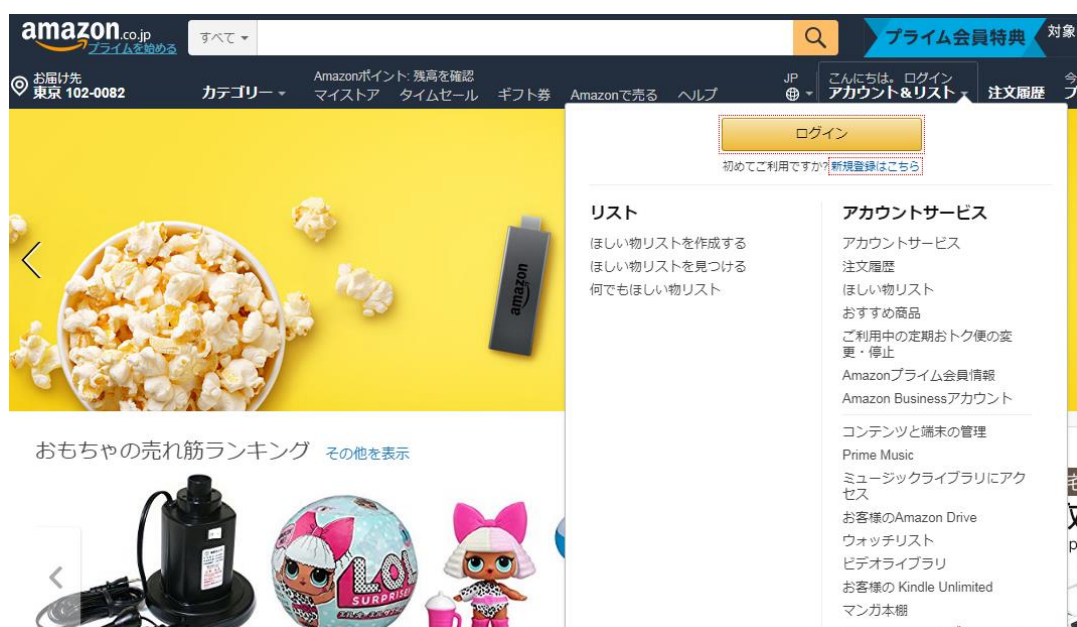 amazon.co.jp
プライムを始める
すべて
プライム会員特典
対象
お届け先
東京 102-0082
カテゴリー
Amazonポイント: 残高を確認
マイストア タイムセール ギフト券 Amazonで売る ヘルプ
JP
こんにちは。ログイン
アカウント&リスト
注文履歴
今
プ
ログイン
初めてご利用ですか?新規登録はこちら
リスト
ほしい物リストを作成する
ほしい物リストを見つける
何でもほしい物リスト
アカウントサービス
アカウントサービス
注文履歴
ほしい物リスト
おすすめ商品
ご利用中の定期おトク便の変
更・停止
Amazonプライム会員情報
Amazon Businessアカウント
コンテンツと端末の管理
Prime Music
ミュージックライブラリにアク
セス
お客様のAmazon Drive
ウォッチリスト
ビデオライブラリ
お客様の Kindle Unlimited
マンガ本棚
amazon
おもちゃの売れ筋ランキング その他を表示
L.O.L.
SURPRISE